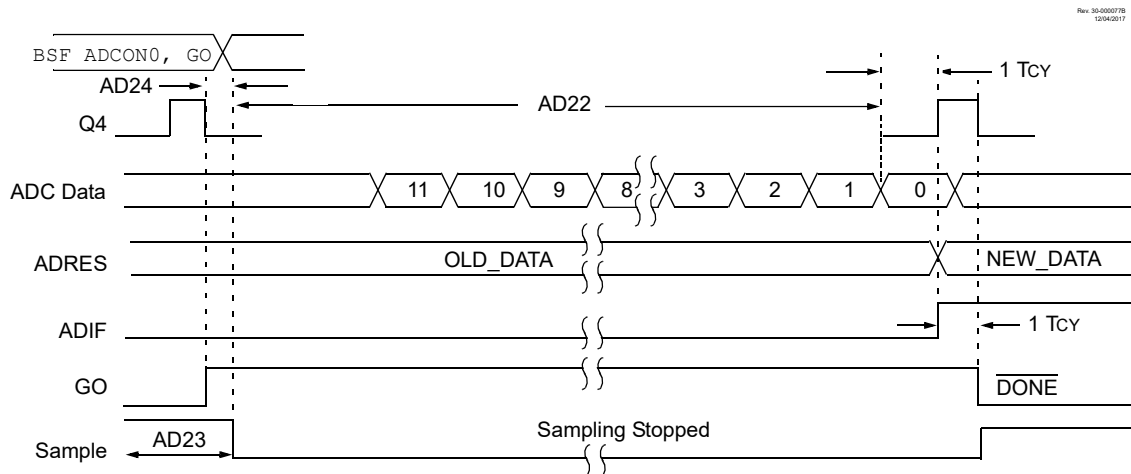 Rev. 30-000077B
12/04/2017
BSF ADCON0, GO
AD24
1 TCY
AD22
Q4
ADC Data
11 10 9 8 3 2 1 0
ADRES
OLD_DATA
NEW_DATA
ADIF
1 TCY
GO
DONE
Sample
AD23
Sampling Stopped